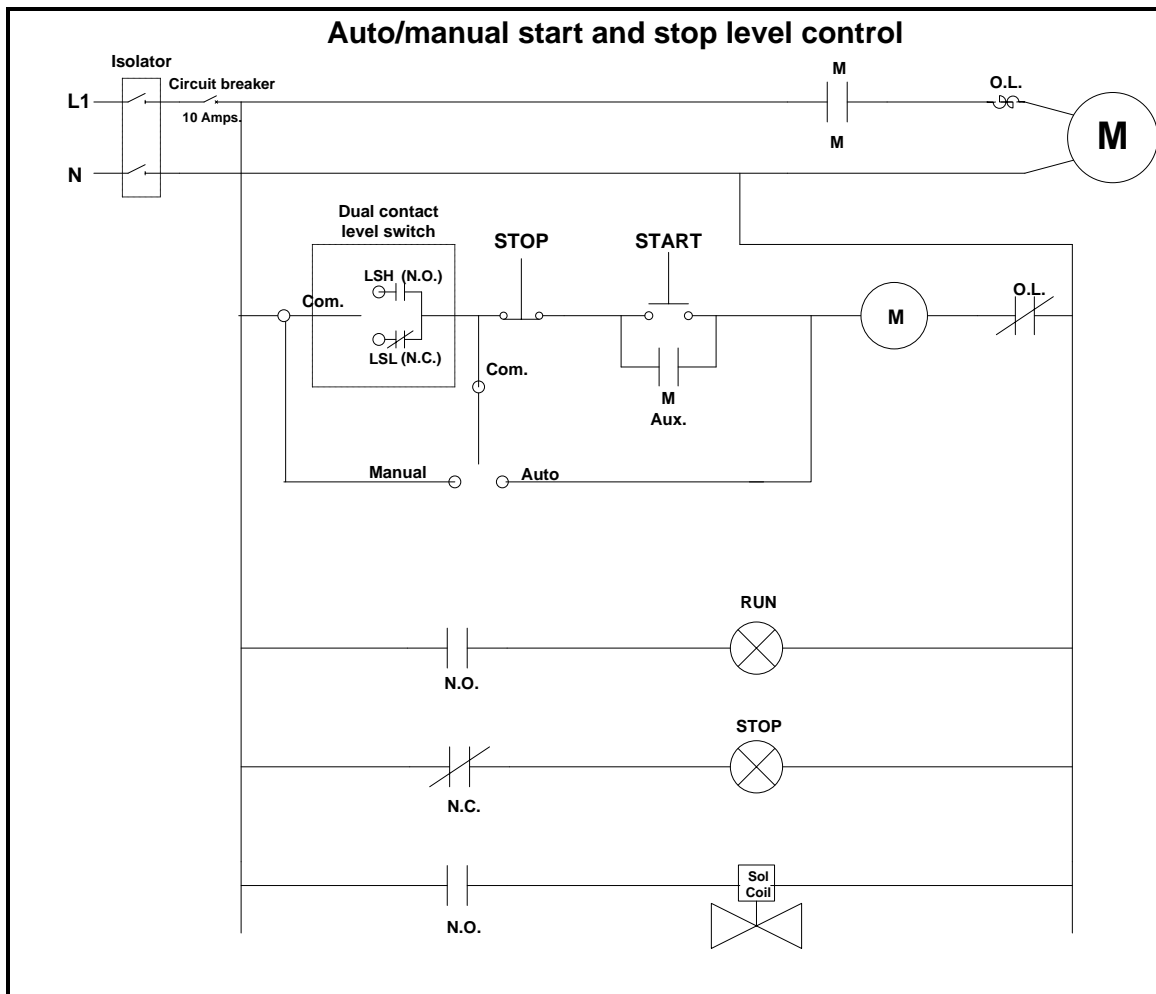 Auto/manual start and stop level control
Isolator
Circuit breaker
L1
10 Amps.
M
M
O.L.
M
N
Dual contact
level switch
STOP
START
LSH (N.O.)
Com.
LSL (N.C.)
O.L.
M
Com.
M
Aux.
Manual
Auto
RUN
N.O.
STOP
N.C.
Sol
Coil
N.O.